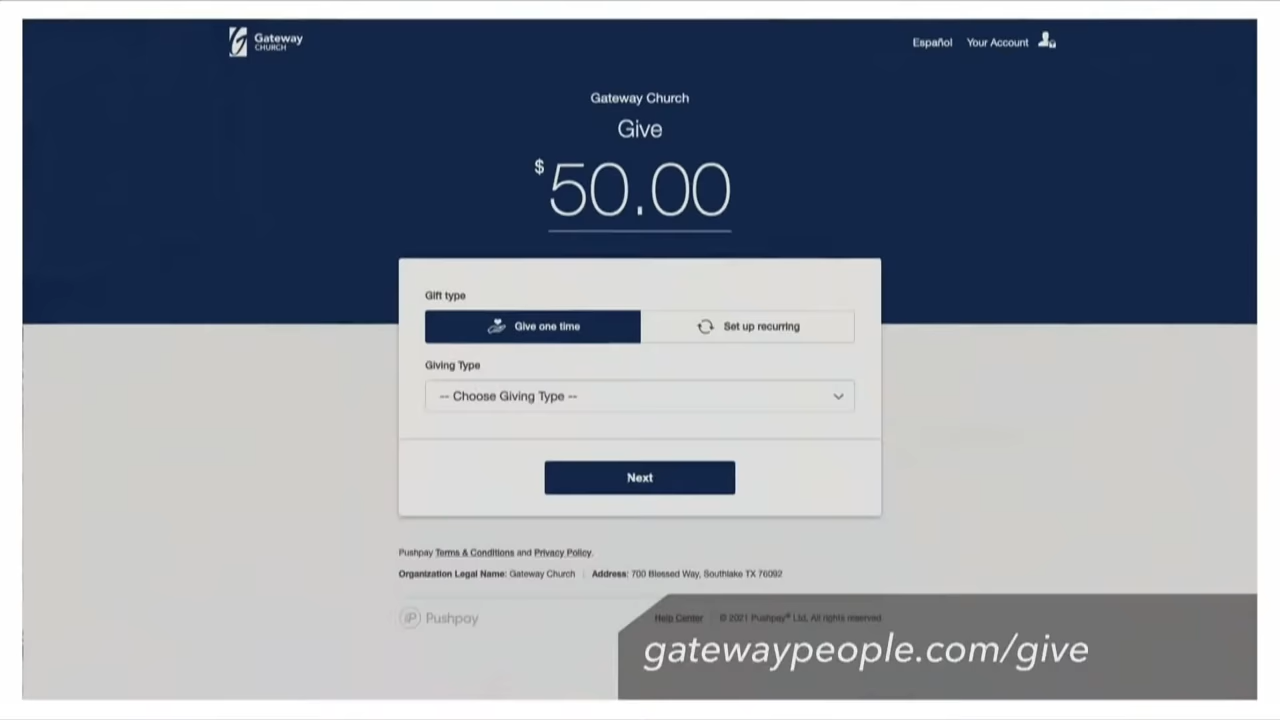 Gateway
CHURCH
Español Your Account
Gateway Church
Give
$50.00
Gift type
Give one time
Set up recurring
Giving Type
-- Choose Giving Type --
Next
Pushpay Terms & Conditions and Privacy Policy.
Organization Legal Name: Gateway Church | Address: 700 Blessed Way, Southlake TX 76092
Pushpay
Help Center | © 2021 Pushpay® Ltd. All rights reserved
gatewaypeople.com/give